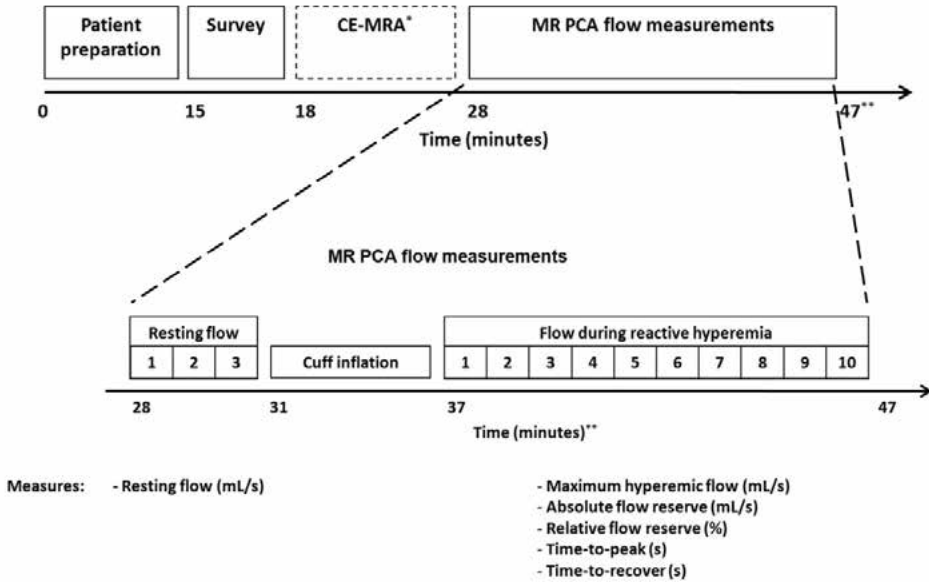 Patient preparation Survey CE-MRA* MR PCA flow measurements
0 15 18 28 47**
Time (minutes)
MR PCA flow measurements
Resting flow Flow during reactive hyperemia
1 2 3 Cuff inflation 1 2 3 4 5 6 7 8 9 10
28 31 37 47
Time (minutes)**
Measures: - Resting flow (mL/s) - Maximum hyperemic flow (mL/s)
- Absolute flow reserve (mL/s)
- Relative flow reserve (%)
- Time-to-peak (s)
- Time-to-recover (s)